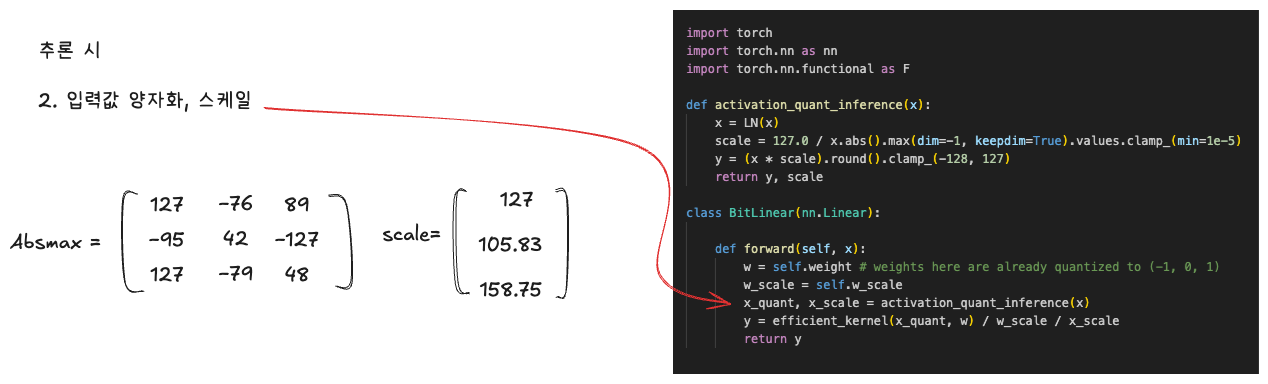 추론 시
2. 입력값 양자화, 스케일
Absmax =
127 -76 89
-95 42 -127
127 -79 48
scale=
127
105.83
158.75
import torch
import torch.nn as nn
import torch.nn.functional as F
def activation_quant_inference(x):
    x = LN(x)
    scale = 127.0 / x.abs().max(dim=-1, keepdim=True).values.clamp_(min=1e-5)
    y = (x * scale).round().clamp_(-128, 127)
    return y, scale
class BitLinear(nn.Linear):
    def forward(self, x):
        w = self.weight # weights here are already quantized to (-1, 0, 1)
        w_scale = self.w_scale
        x_quant, x_scale = activation_quant_inference(x)
        y = efficient_kernel(x_quant, w) / w_scale / x_scale
        return y